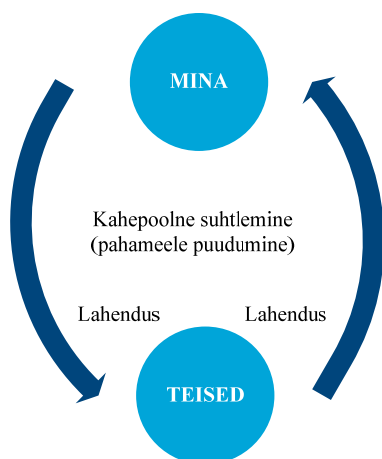 MINA
Kahepoolne suhtlemine
(pahameele puudumine)
Lahendus Lahendus
TEISED